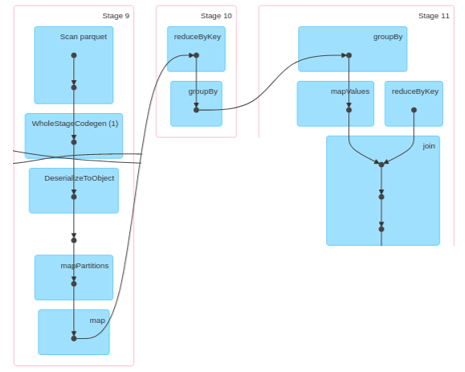 Stage 9
Scan parquet
WholeStageCodegen (1)
DeserializeToObject
mapPartitions
map
Stage 10
reduceByKey
groupBy
Stage 11
groupBy
mapValues
reduceByKey
join